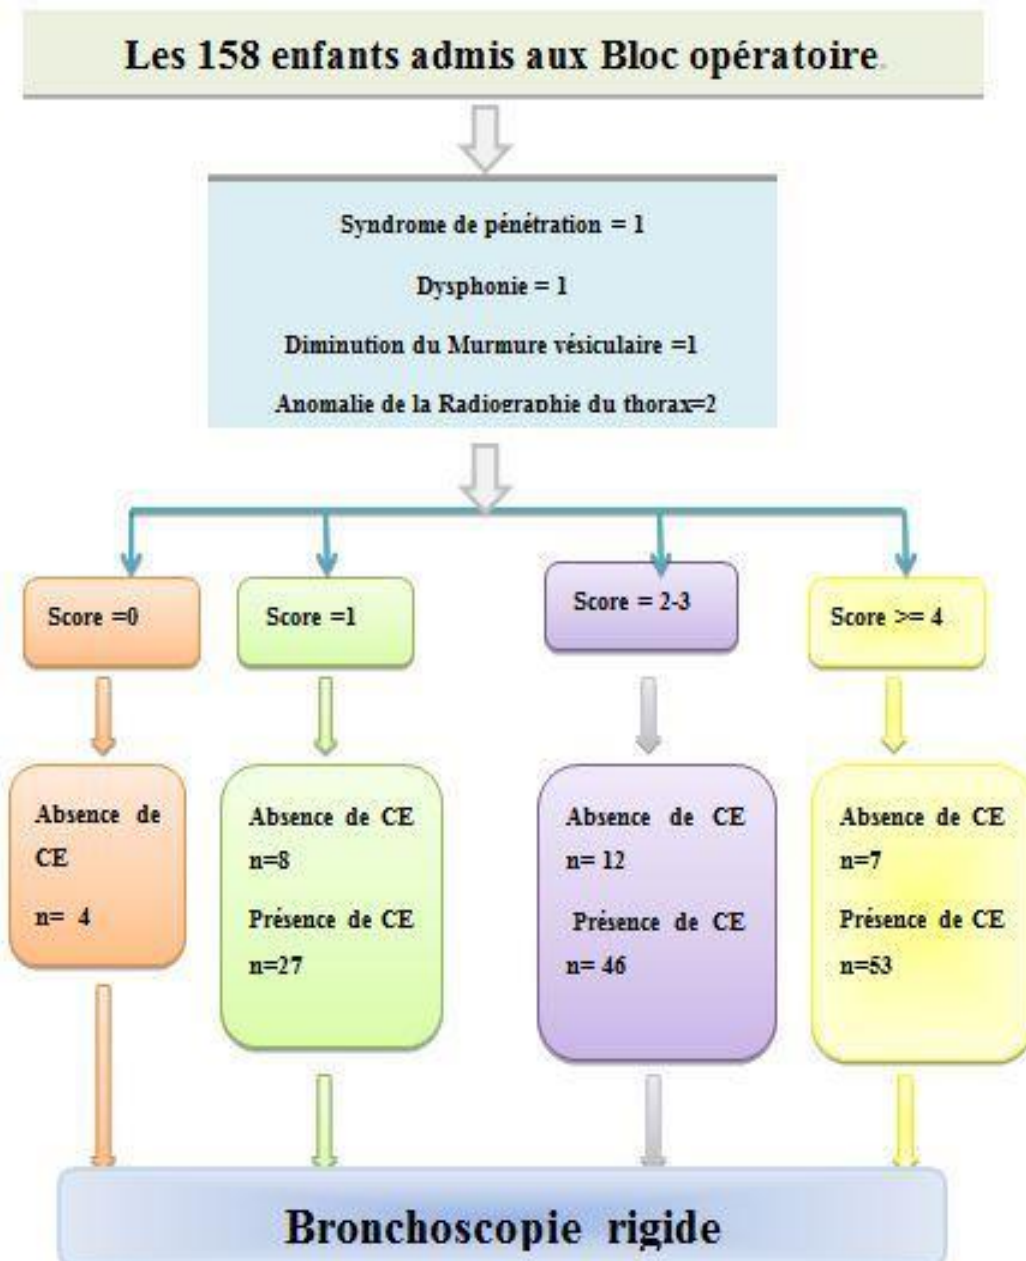 Les 158 enfants admis aux Bloc opératoire.
Syndrome de pénétration = 1
Dysphonie = 1
Diminution du Murmure vésiculaire =1
Anomalie de la Radiographie du thorax=2
Score =0
Score =1
Score = 2-3
Score >= 4
Absence de
CE
n= 4
Absence de CE
n=8
Présence de CE
n=27
Absence de CE
n= 12
Présence de CE
n= 46
Absence de CE
n=7
Présence de CE
n=53
Bronchoscopie rigide